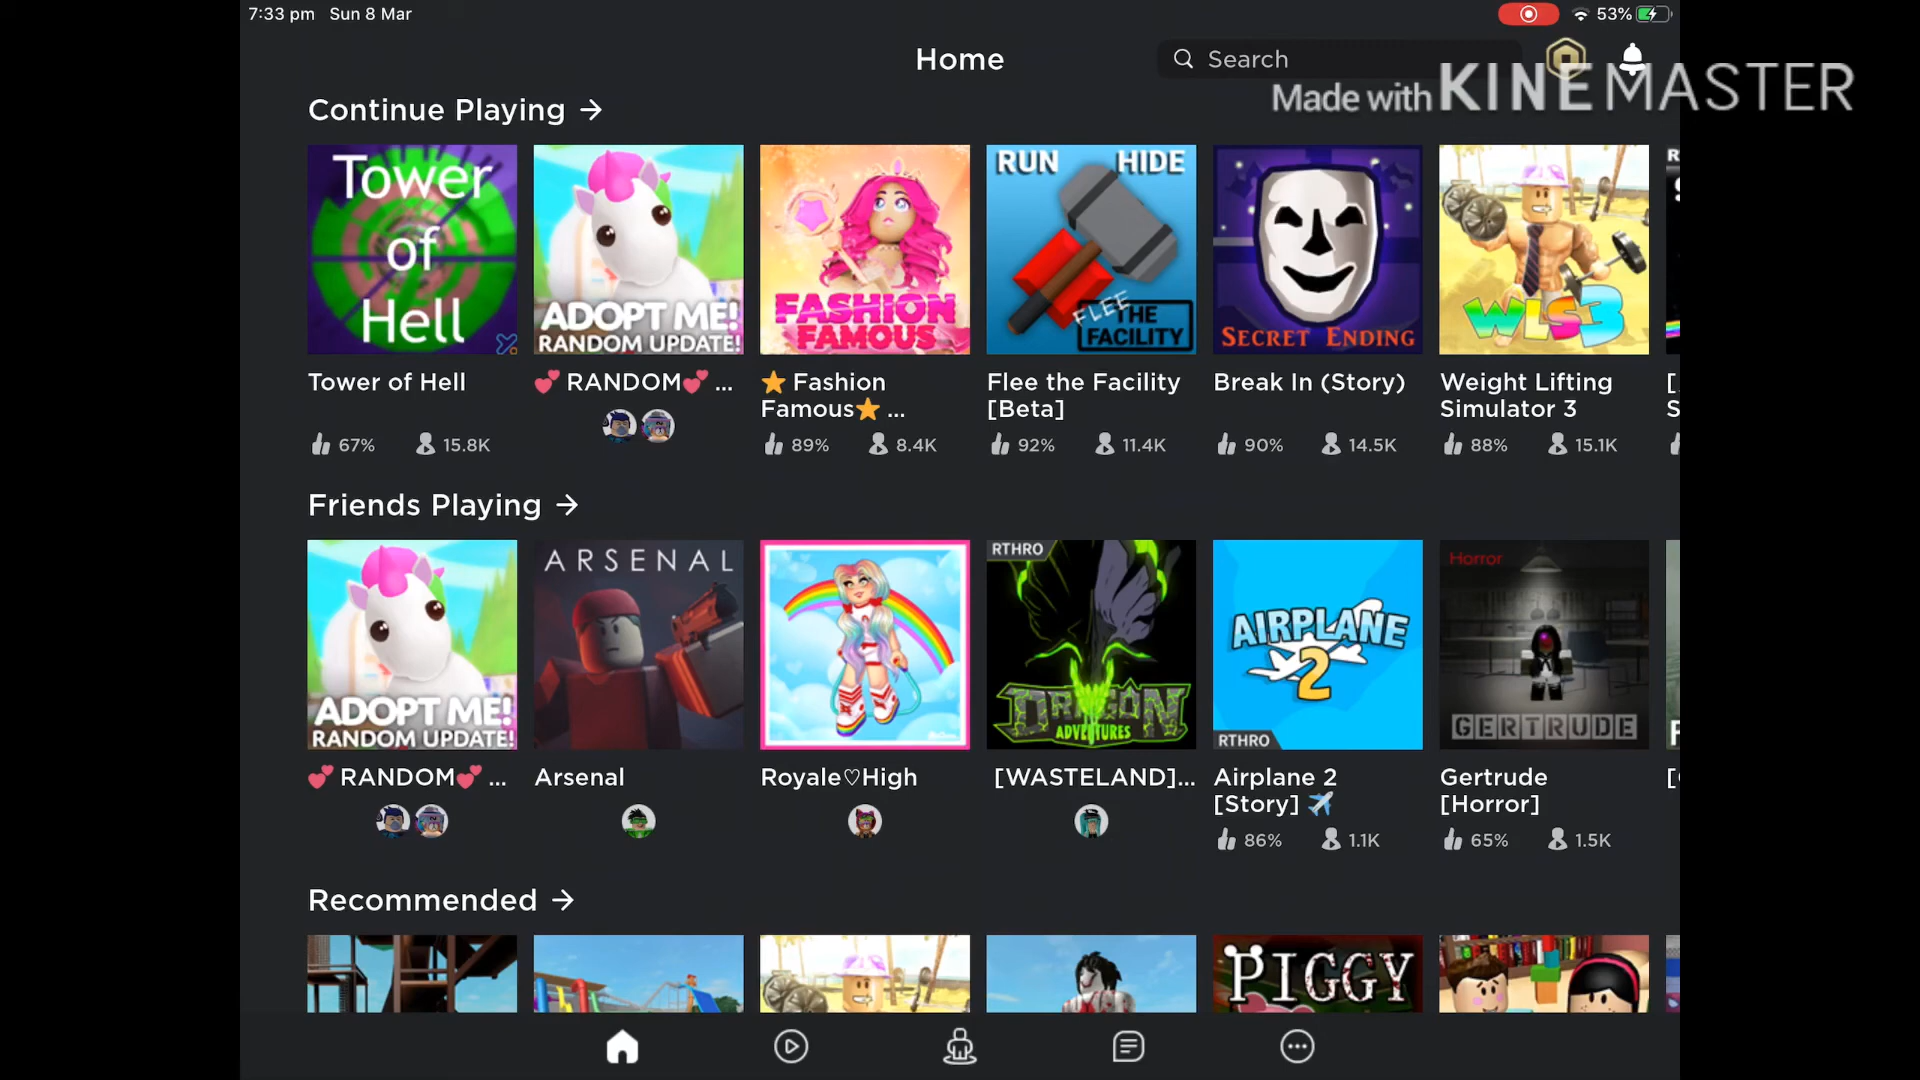 7:33 pm Sun 8 Mar
53%
Home
Search
Made with KINEMASTER
Continue Playing →
Tower
of
Hell
ADOPT ME!
RANDOM UPDATE!
FASHION
FAMOUS
RUN HIDE
FLEE THE
FACILITY
SECRET ENDING
WLS3
Tower of Hell
💕 RANDOM💕 ...
⭐ Fashion
Famous⭐ ...
Flee the Facility
[Beta]
Break In (Story)
Weight Lifting
Simulator 3
67% 15.8K
89% 8.4K
92% 11.4K
90% 14.5K
88% 15.1K
Friends Playing →
ADOPT ME!
RANDOM UPDATE!
ARSENAL
RTHRO
DRAGON
ADVENTURES
AIRPLANE
2
RTHRO
Horror
GERTRUDE
💕 RANDOM💕 ...
Arsenal
Royale♡High
[WASTELAND]...
Airplane 2
[Story] ✈️
Gertrude
[Horror]
86% 1.1K
65% 1.5K
Recommended →
PIGGY